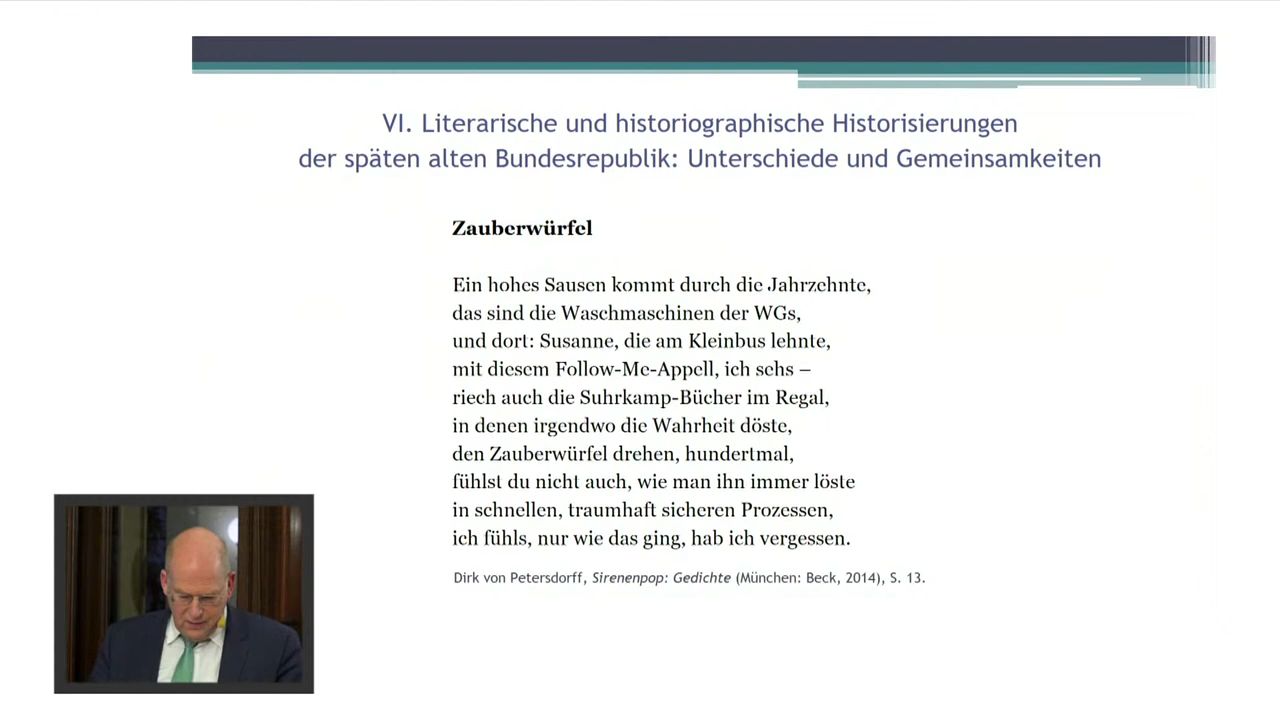 VI. Literarische und historiographische Historisierungen
der späten alten Bundesrepublik: Unterschiede und Gemeinsamkeiten
Zauberwürfel
Ein hohes Sausen kommt durch die Jahrzehnte,
das sind die Waschmaschinen der WGs,
und dort: Susanne, die am Kleinbus lehnte,
mit diesem Follow-Me-Appell, ich sehs –
riech auch die Suhrkamp-Bücher im Regal,
in denen irgendwo die Wahrheit döste,
den Zauberwürfel drehen, hundertmal,
fühlst du nicht auch, wie man ihn immer löste
in schnellen, traumhaft sicheren Prozessen,
ich fühls, nur wie das ging, hab ich vergessen.
Dirk von Petersdorff, Sirenenpop: Gedichte (München: Beck, 2014), S. 13.